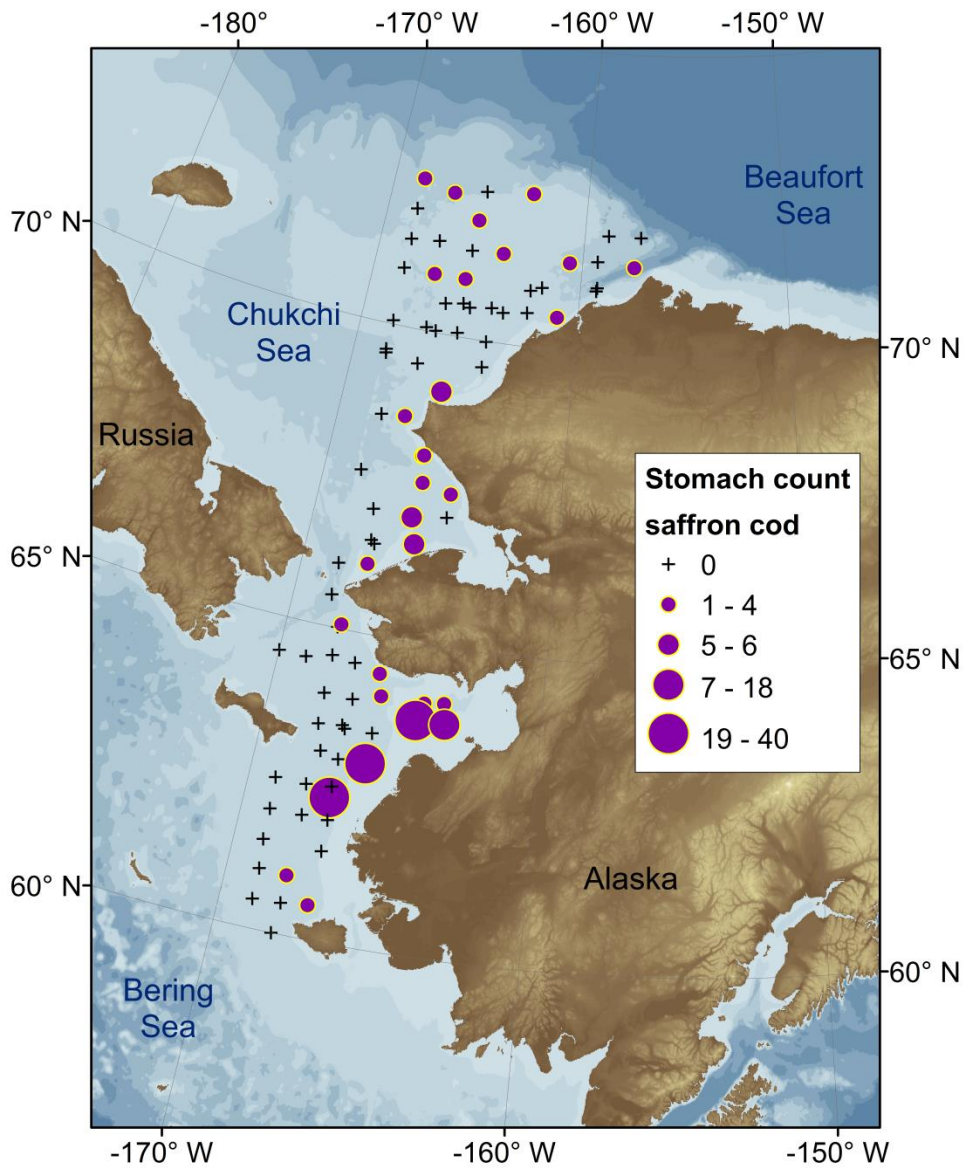 -180° W -170° W -160° W -150° W
Beaufort
Sea
70° N
Chukchi
Sea
70° N
Russia
Stomach count
saffron cod
0
1 - 4
5 - 6
7 - 18
19 - 40
65° N
65° N
Alaska
60° N
60° N
Bering
Sea
-170° W -160° W -150° W